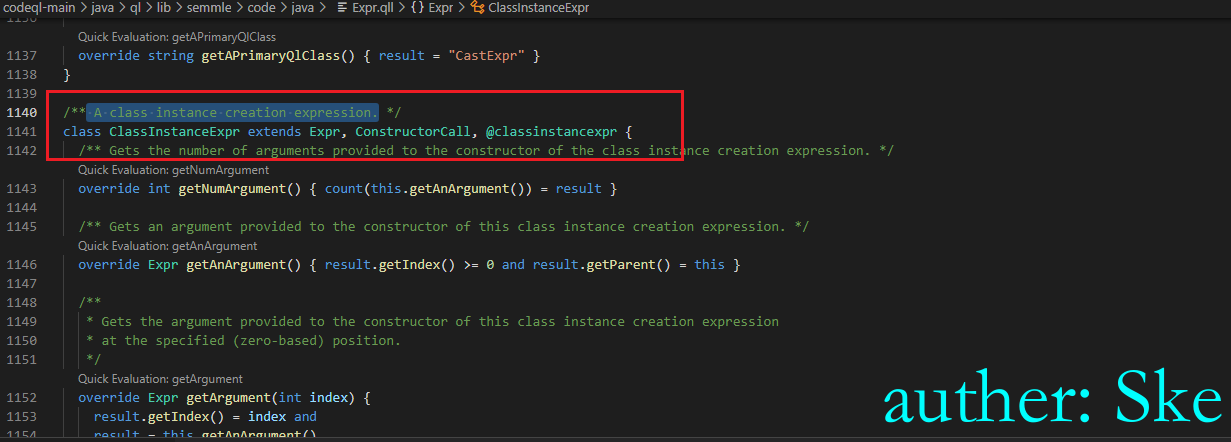 codeql-main > java > ql > lib > semmle > code > java > Expr.qll > {} Expr > ClassInstanceExpr
1136 }
Quick Evaluation: getAPrimaryQlClass
1137 override string getAPrimaryQlClass() { result = "CastExpr" }
1138 }
1139
1140 /** A class instance creation expression. */
1141 class ClassInstanceExpr extends Expr, ConstructorCall, @classinstancexpr {
1142 /** Gets the number of arguments provided to the constructor of the class instance creation expression. */
Quick Evaluation: getNumArgument
1143 override int getNumArgument() { count(this.getAnArgument()) = result }
1144
1145 /** Gets an argument provided to the constructor of this class instance creation expression. */
Quick Evaluation: getAnArgument
1146 override Expr getAnArgument() { result.getIndex() >= 0 and result.getParent() = this }
1147
1148 /**
1149 * Gets the argument provided to the constructor of this class instance creation expression
1150 * at the specified (zero-based) position.
1151 */
Quick Evaluation: getArgument
1152 override Expr getArgument(int index) {
1153 result.getIndex() = index and
1154 result = this.getAnArgument()
auther: Ske